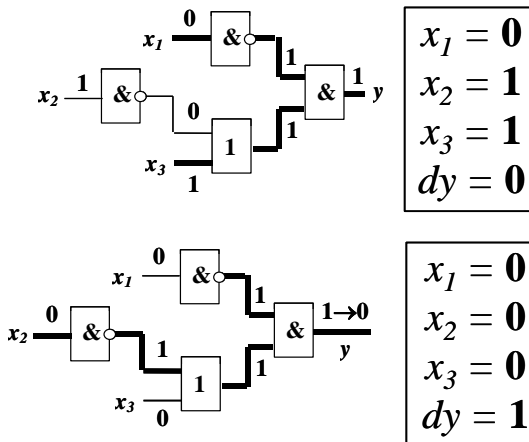 0
x1 & 1
1
x2 & 0
& 1 y
1
x3 1
1
x1 = 0
x2 = 1
x3 = 1
dy = 0
0
x1 & 1
0
x2 & 1
& 1→0
y
1
1
x3
0
x1 = 0
x2 = 0
x3 = 0
dy = 1